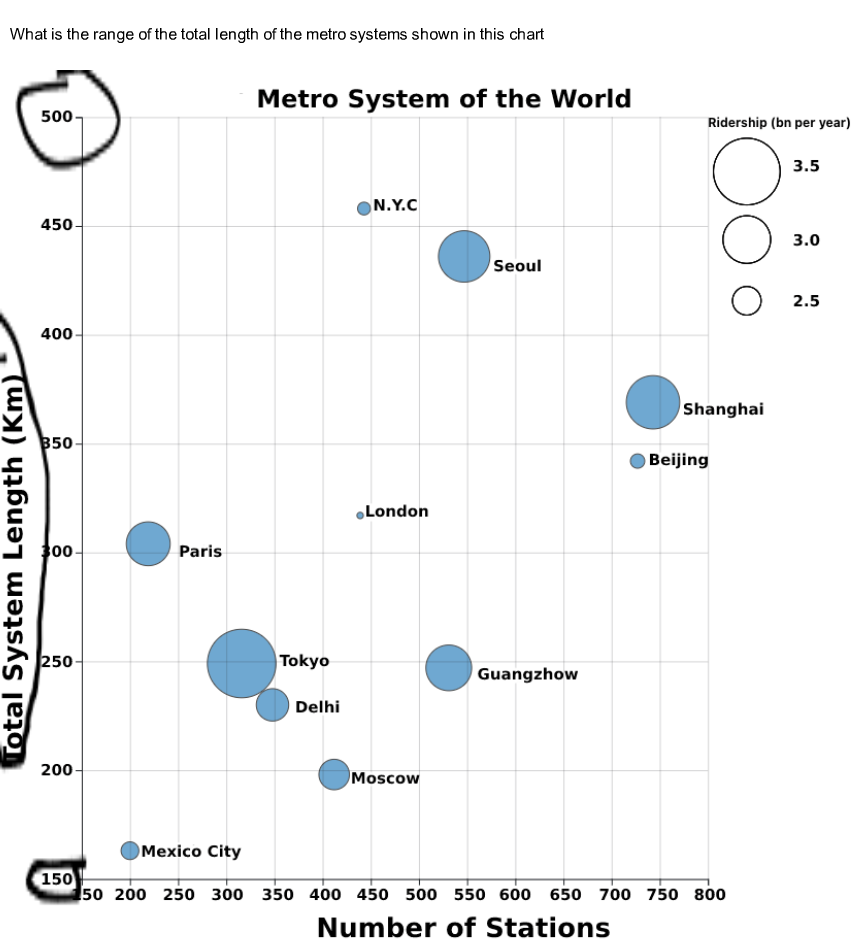 What is the range of the total length of the metro systems shown in this chart
Metro System of the World
500
Ridership (bn per year)
3.5
N.Y.C
450
3.0
Seoul
2.5
400
Total System Length (Km)
Shanghai
350
Beijing
London
300
Paris
250
Tokyo
Guangzhow
Delhi
200
Moscow
Mexico City
150
150 200 250 300 350 400 450 500 550 600 650 700 750 800
Number of Stations